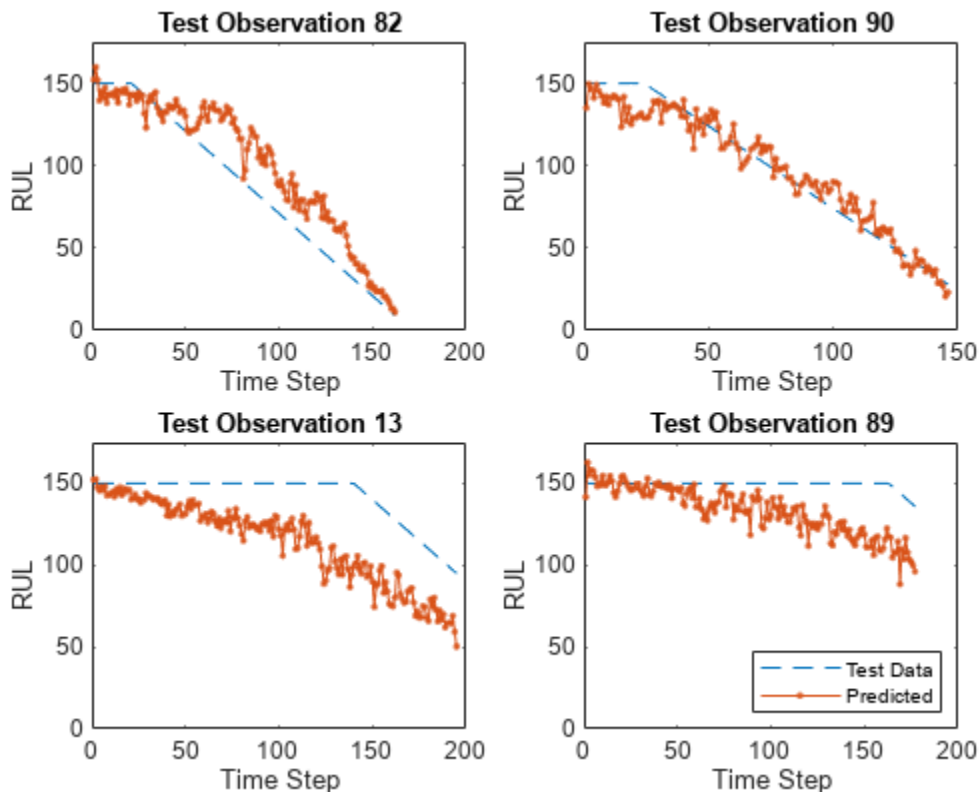 Test Observation 82
150
100
50
0
RUL
0 50 100 150 200
Time Step
Test Observation 90
150
100
50
0
RUL
0 50 100 150
Time Step
Test Observation 13
150
100
50
0
RUL
0 50 100 150 200
Time Step
Test Observation 89
150
100
50
0
RUL
0 50 100 150 200
Time Step
Test Data
Predicted